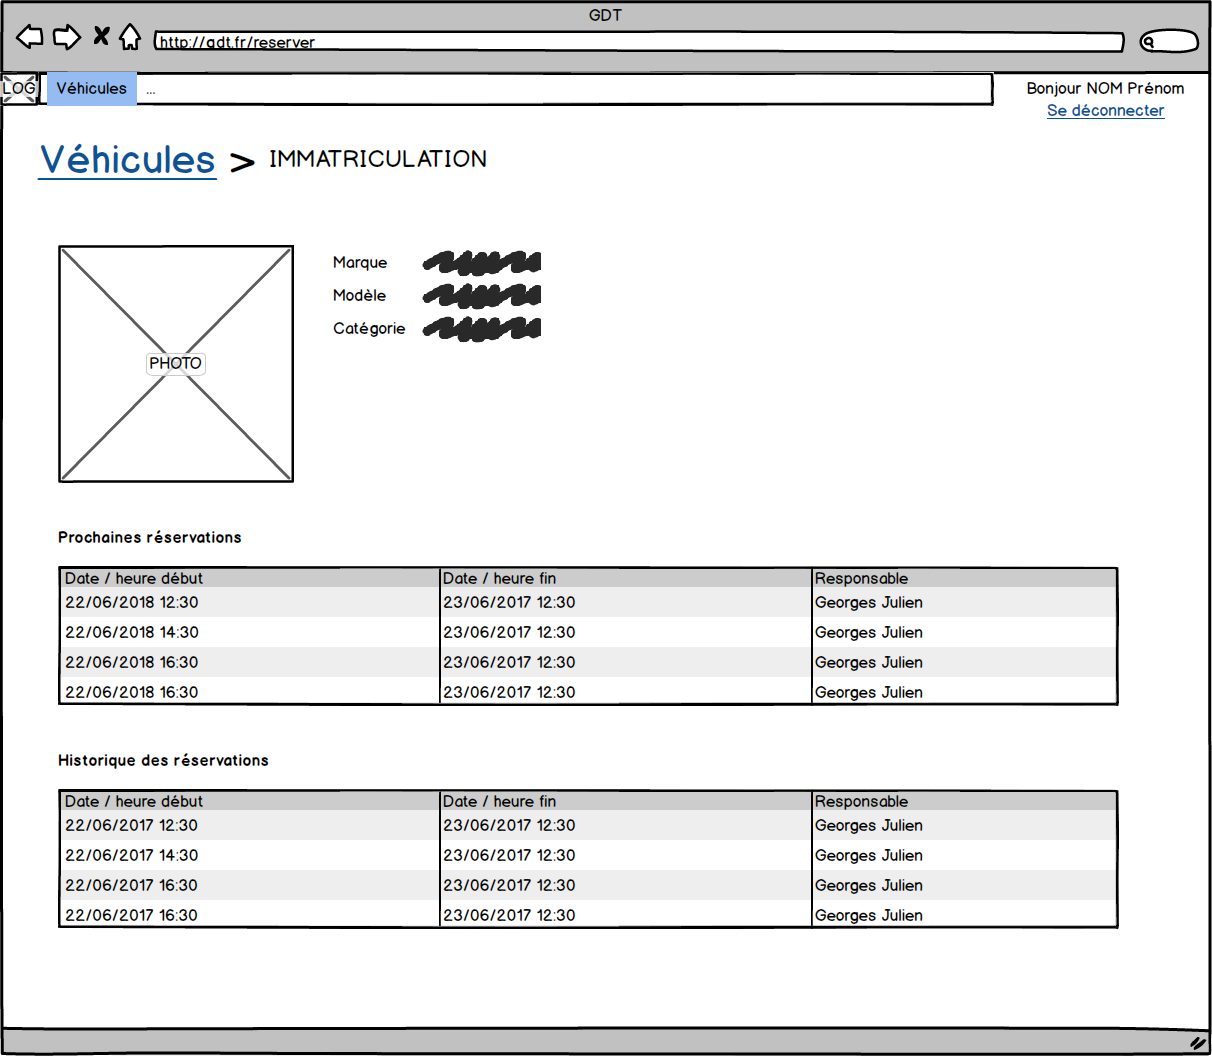 GDT
http://gdt.fr/reserver
LOG Véhicules ... Bonjour NOM Prénom
Se déconnecter
Véhicules > IMMATRICULATION
Marque
Modèle
Catégorie
PHOTO
Prochaines réservations
Date / heure début Date / heure fin Responsable
22/06/2018 12:30 23/06/2017 12:30 Georges Julien
22/06/2018 14:30 23/06/2017 12:30 Georges Julien
22/06/2018 16:30 23/06/2017 12:30 Georges Julien
22/06/2018 16:30 23/06/2017 12:30 Georges Julien
Historique des réservations
Date / heure début Date / heure fin Responsable
22/06/2017 12:30 23/06/2017 12:30 Georges Julien
22/06/2017 14:30 23/06/2017 12:30 Georges Julien
22/06/2017 16:30 23/06/2017 12:30 Georges Julien
22/06/2017 16:30 23/06/2017 12:30 Georges Julien